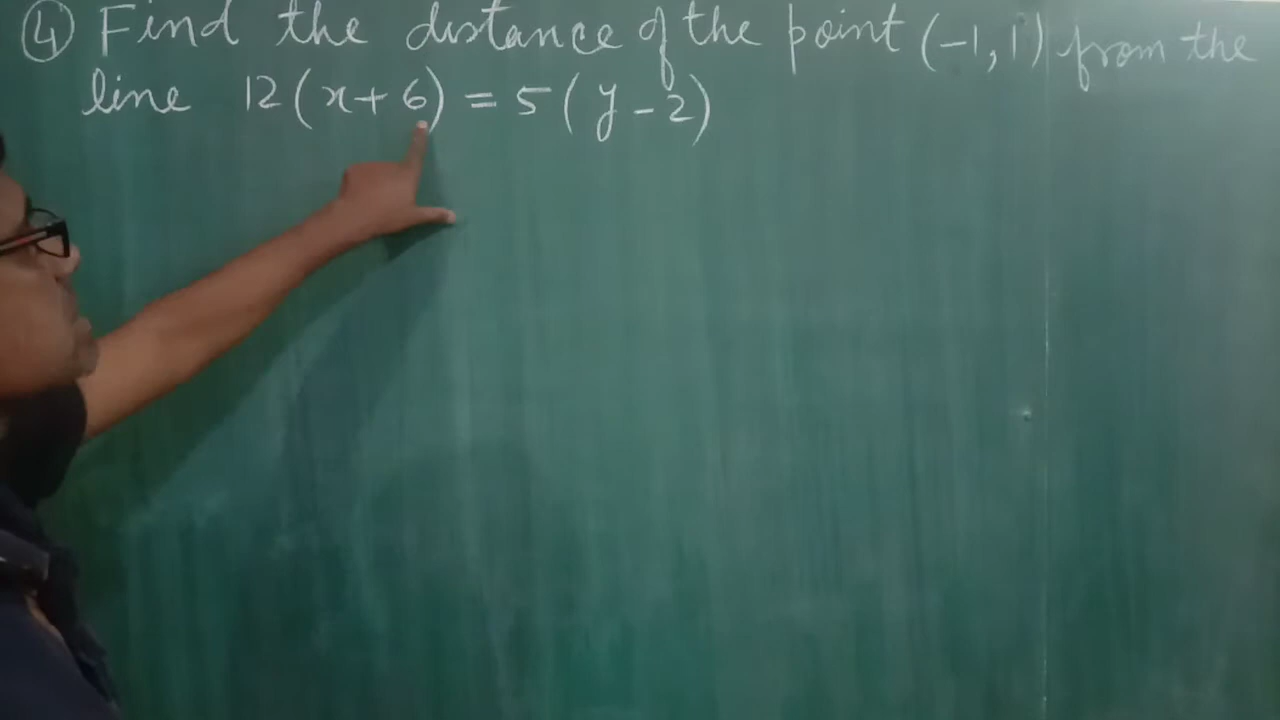 ④ Find the distance of the point (-1, 1) from the
line 12(x+6) = 5(y-2)